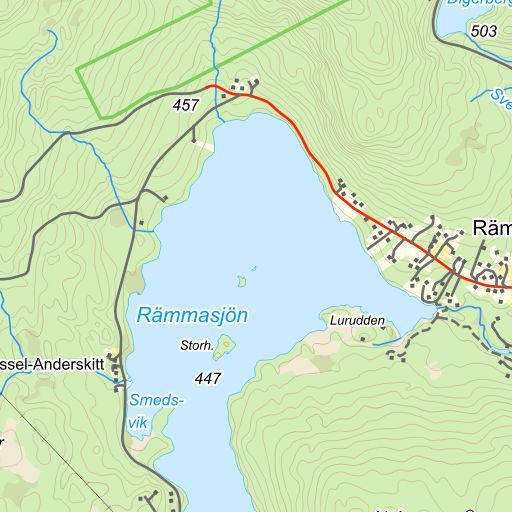 503
457
Räm
Rämmasjön
Lurudden
Storh.
ssel-Anderskitt
447
Smeds-
vik